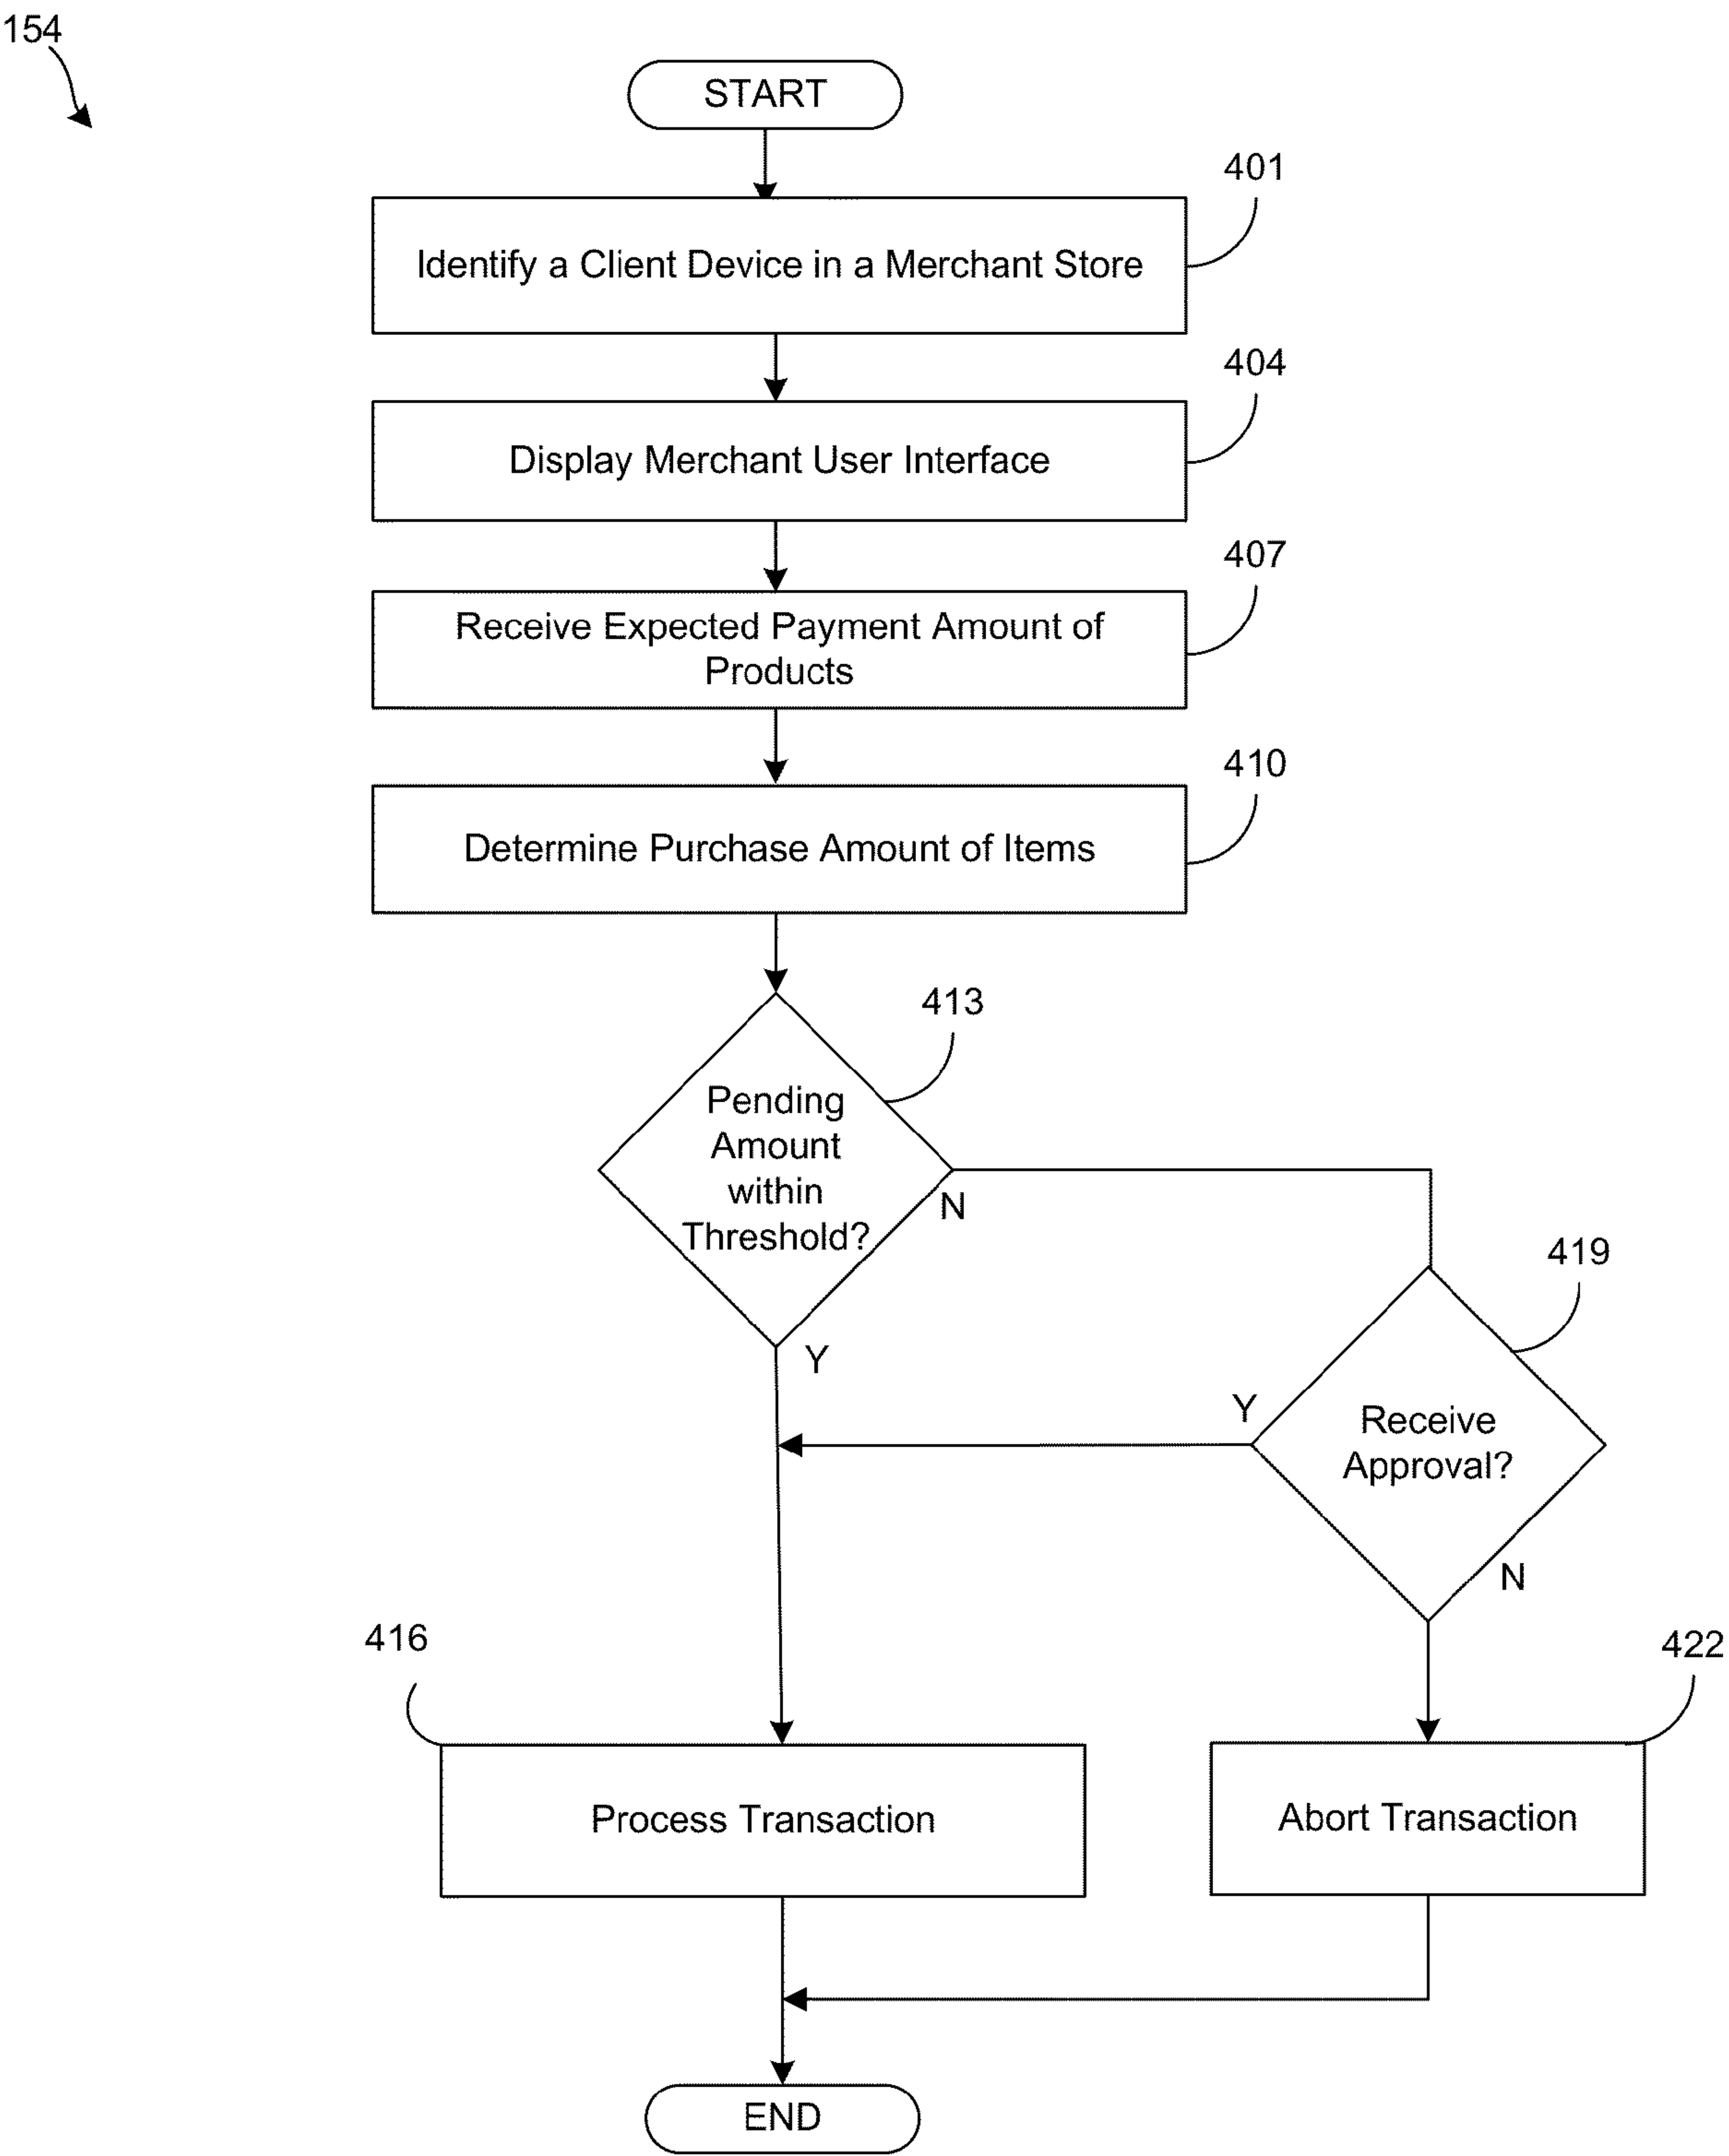 154
START
401
Identify a Client Device in a Merchant Store
404
Display Merchant User Interface
407
Receive Expected Payment Amount of
Products
410
Determine Purchase Amount of Items
413
Pending
Amount
within
Threshold?
N
Y
419
Receive
Approval?
Y
N
416
Process Transaction
422
Abort Transaction
END